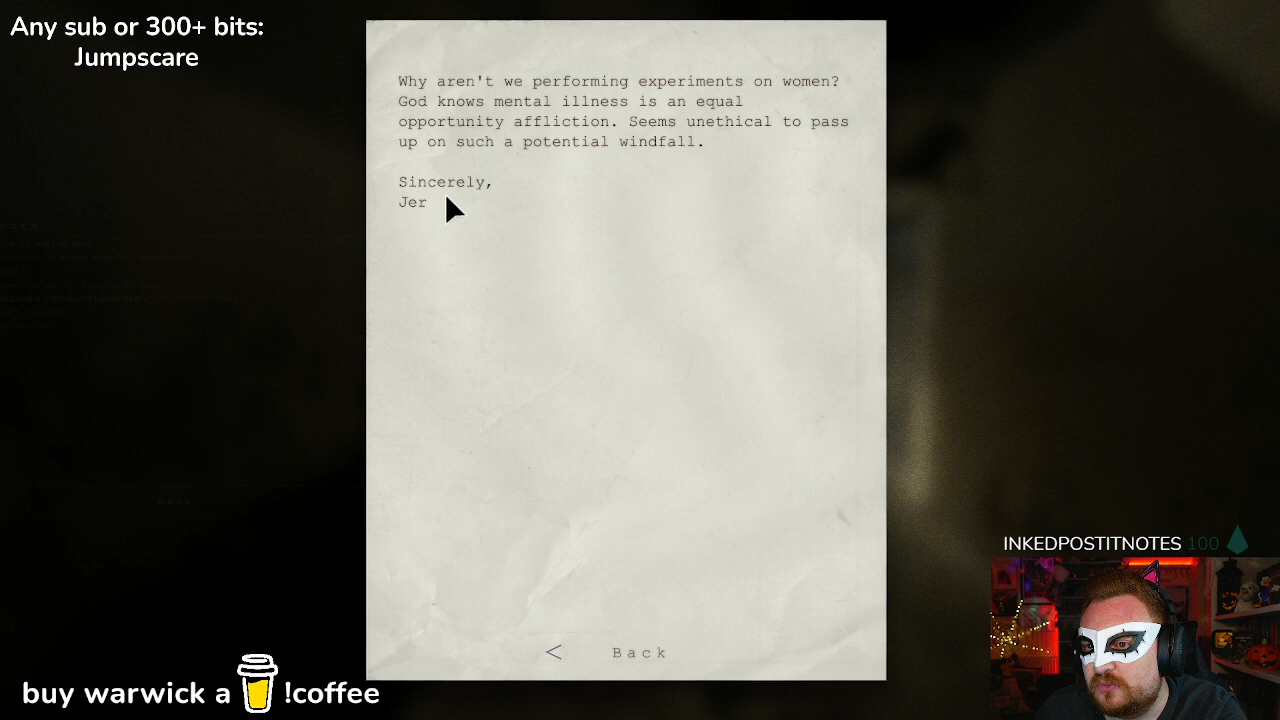 Any sub or 300+ bits:
Jumpscare
Why aren't we performing experiments on women?
God knows mental illness is an equal
opportunity affliction. Seems unethical to pass
up on such a potential windfall.
Sincerely,
Jer
< Back
INKEDPOSTITNOTES 100
buy warwick a !coffee